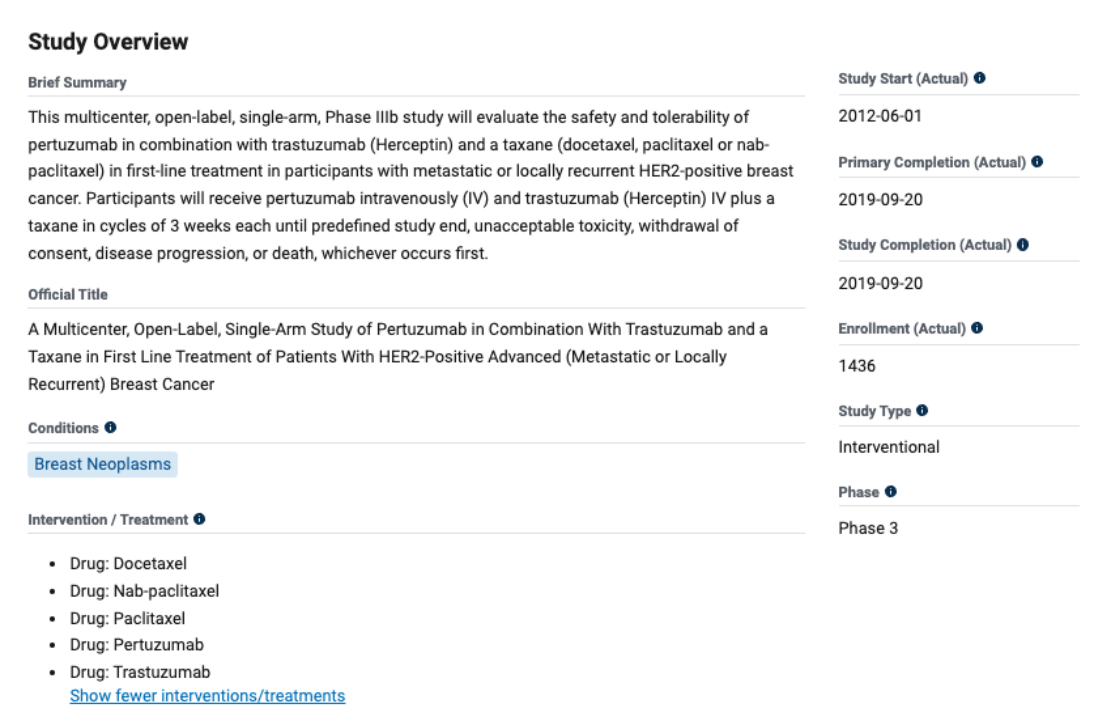 Study Overview
Brief Summary
This multicenter, open-label, single-arm, Phase IIIb study will evaluate the safety and tolerability of
pertuzumab in combination with trastuzumab (Herceptin) and a taxane (docetaxel, paclitaxel or nab-
paclitaxel) in first-line treatment in participants with metastatic or locally recurrent HER2-positive breast
cancer. Participants will receive pertuzumab intravenously (IV) and trastuzumab (Herceptin) IV plus a
taxane in cycles of 3 weeks each until predefined study end, unacceptable toxicity, withdrawal of
consent, disease progression, or death, whichever occurs first.
Official Title
A Multicenter, Open-Label, Single-Arm Study of Pertuzumab in Combination With Trastuzumab and a
Taxane in First Line Treatment of Patients With HER2-Positive Advanced (Metastatic or Locally
Recurrent) Breast Cancer
Conditions
Breast Neoplasms
Intervention / Treatment
• Drug: Docetaxel
• Drug: Nab-paclitaxel
• Drug: Paclitaxel
• Drug: Pertuzumab
• Drug: Trastuzumab
Show fewer interventions/treatments
Study Start (Actual)
2012-06-01
Primary Completion (Actual)
2019-09-20
Study Completion (Actual)
2019-09-20
Enrollment (Actual)
1436
Study Type
Interventional
Phase
Phase 3